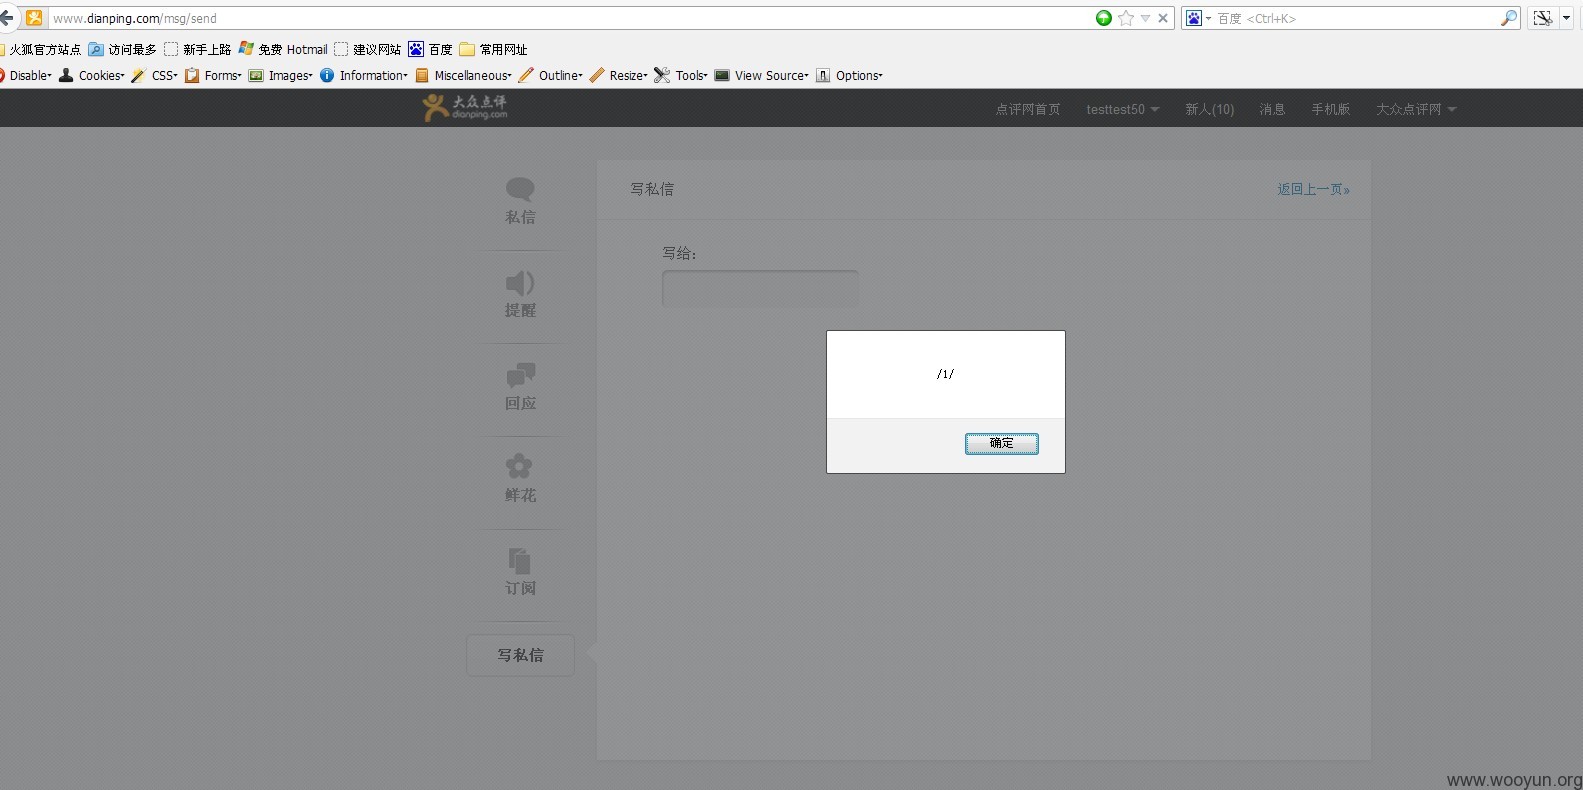 www.dianping.com/msg/send
百度 <Ctrl+K>
火狐官方站点 访问最多 新手上路 免费 Hotmail 建议网站 百度 常用网址
Disable Cookies CSS Forms Images Information Miscellaneous Outline Resize Tools View Source Options
大众点评
dianping.com
点评网首页 testtest50 新人(10) 消息 手机版 大众点评网
私信
提醒
回应
鲜花
订阅
写私信
写私信 返回上一页»
写给：
/1/
确定
www.wooyun.org